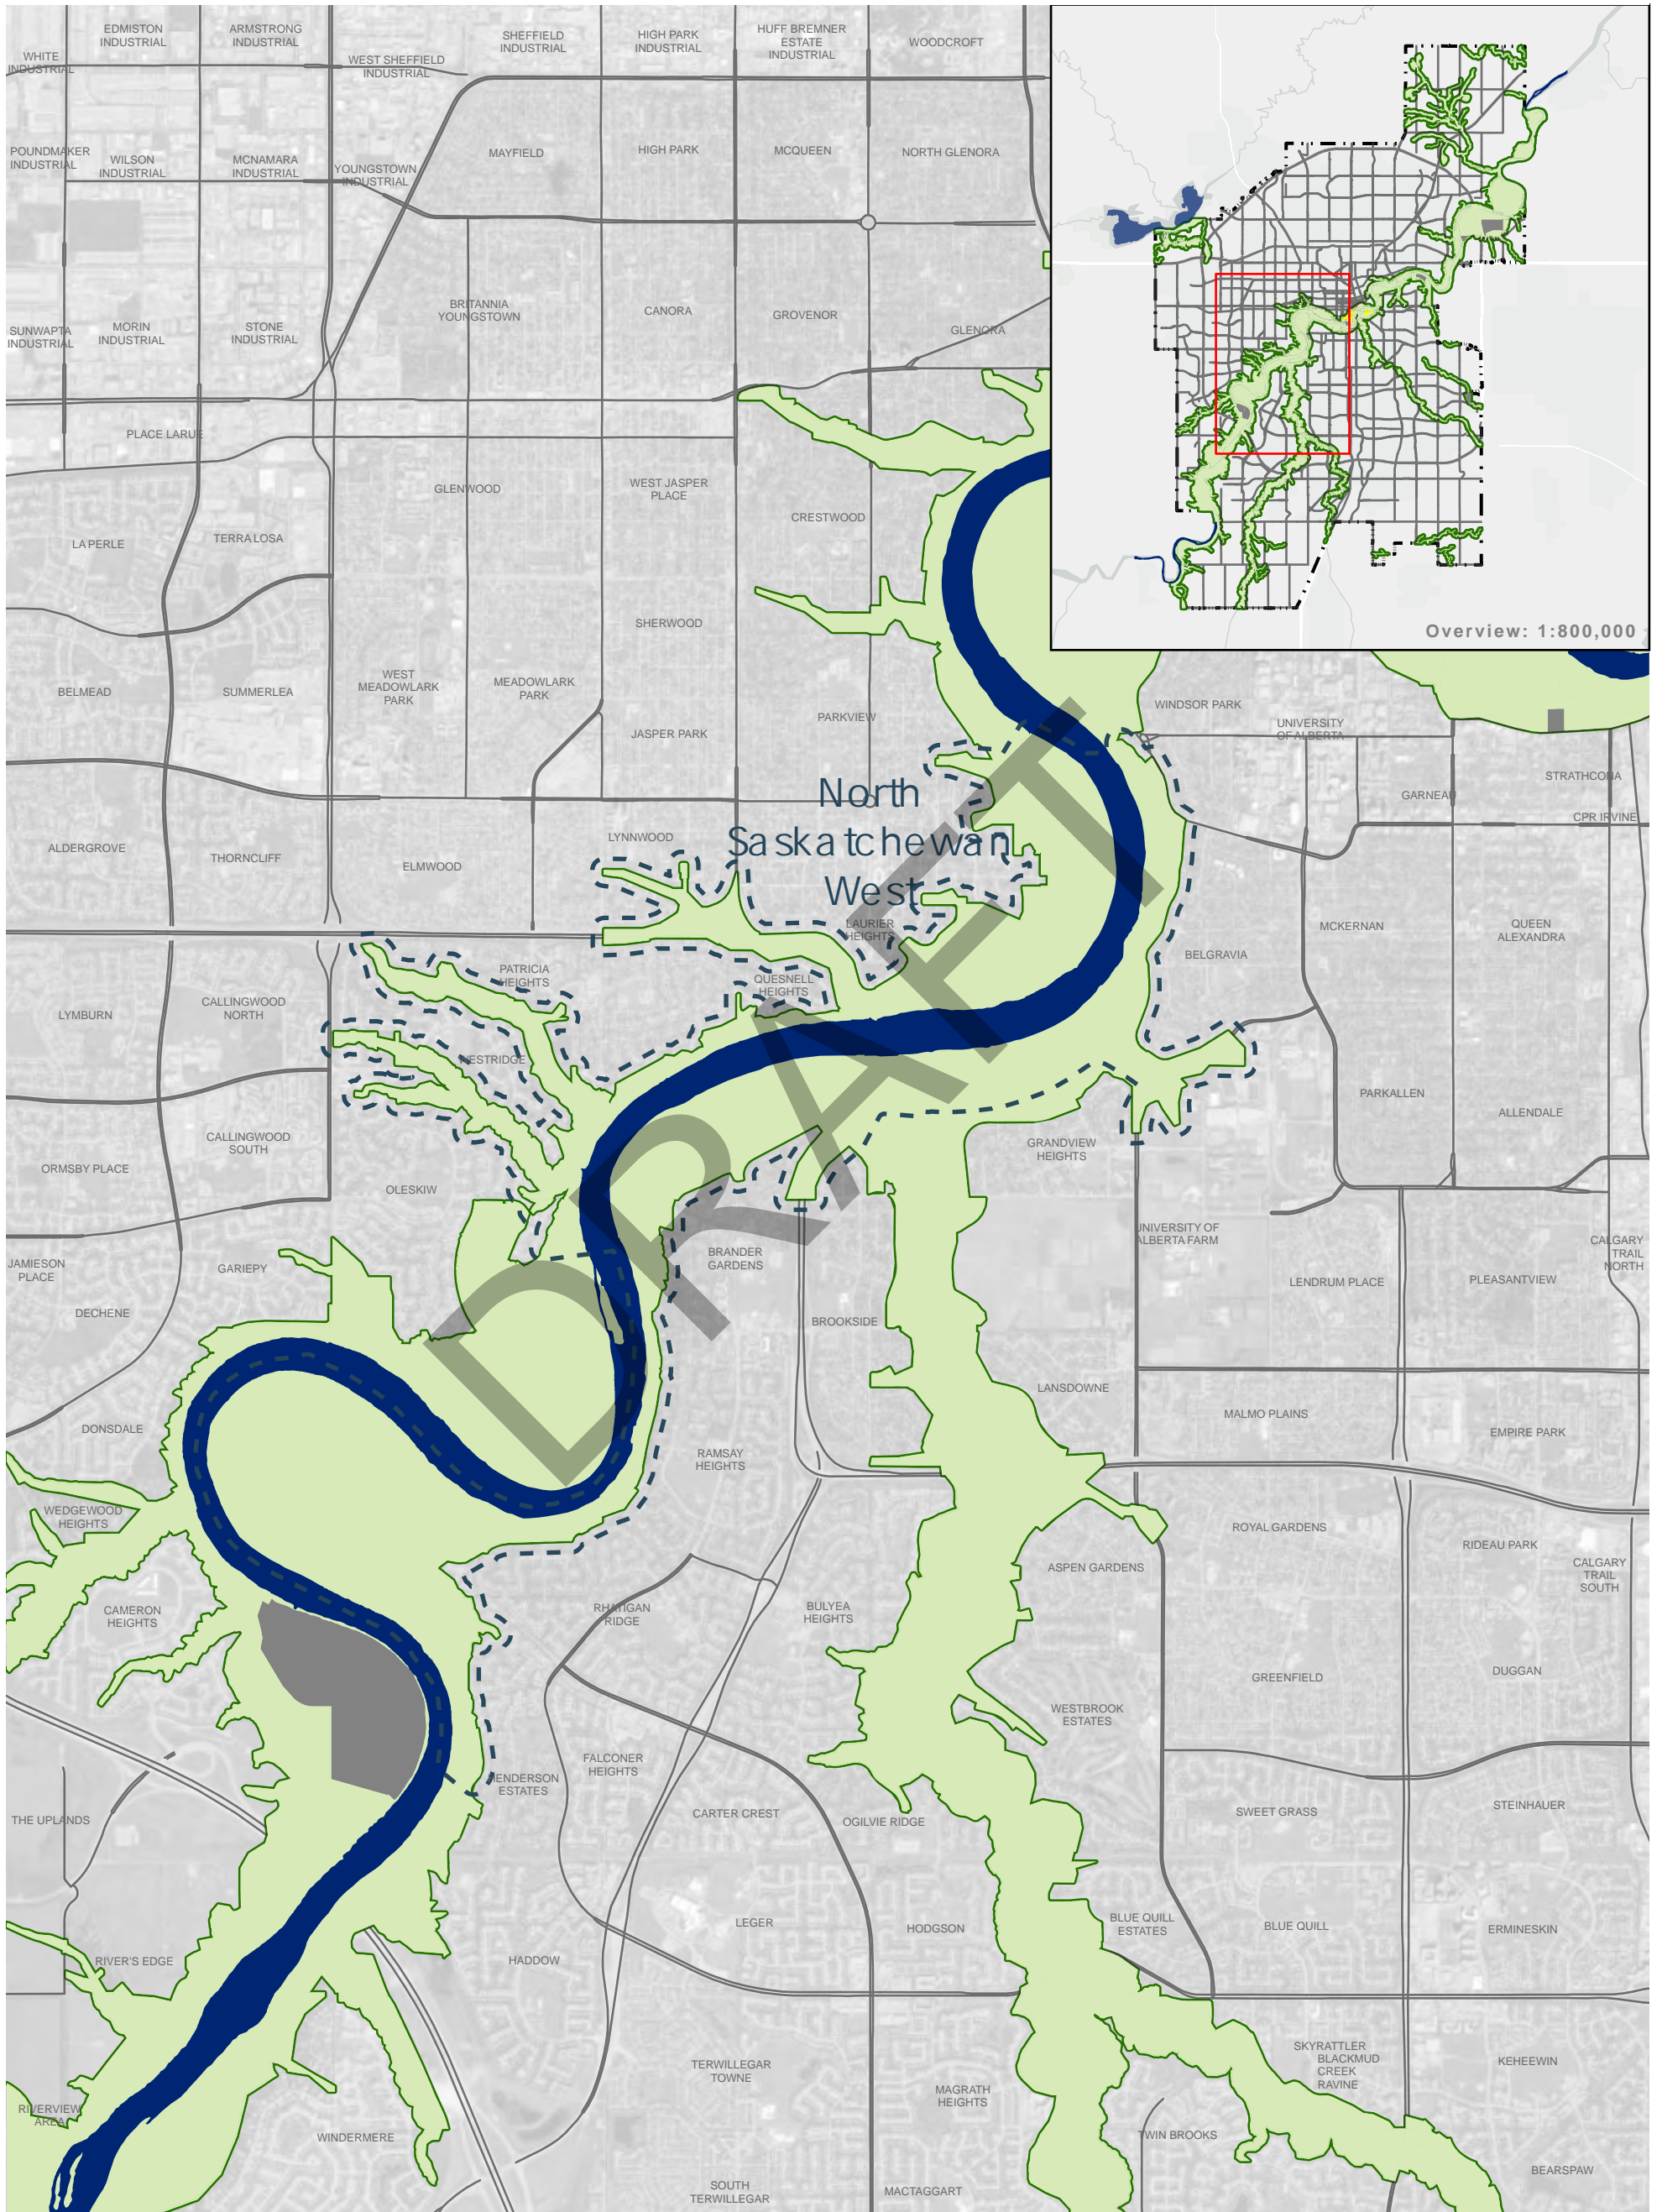 EDMISTON
INDUSTRIAL
ARMSTRONG
INDUSTRIAL
SHEFFIELD
INDUSTRIAL
HIGH PARK
INDUSTRIAL
HUFF BREMNER
ESTATE
INDUSTRIAL
WOODCROFT
WHITE
INDUSTRIAL
WEST SHEFFIELD
INDUSTRIAL
POUNDMAKER
INDUSTRIAL
WILSON
INDUSTRIAL
MCNAMARA
INDUSTRIAL
YOUNGSTOWN
INDUSTRIAL
MAYFIELD
HIGH PARK
MCQUEEN
NORTH GLENORA
SUNWAPTA
INDUSTRIAL
MORIN
INDUSTRIAL
STONE
INDUSTRIAL
BRITANNIA
YOUNGSTOWN
CANORA
GROVENOR
GLENORA
PLACE LARUE
GLENWOOD
WEST JASPER
PLACE
CRESTWOOD
LA PERLE
TERRA LOSA
SHERWOOD
Overview: 1:800,000
BELMEAD
SUMMERLEA
WEST
MEADOWLARK
PARK
MEADOWLARK
PARK
JASPER PARK
PARKVIEW
WINDSOR PARK
UNIVERSITY
OF ALBERTA
STRATHCONA
GARNEAU
CPR IRVINE
North
Saskatchewan
West
ALDERGROVE
THORNCLIFF
ELMWOOD
LYNNWOOD
LAURIER
HEIGHTS
MCKERNAN
QUEEN
ALEXANDRA
BELGRAVIA
PATRICIA
HEIGHTS
QUESNELL
HEIGHTS
LYMBURN
CALLINGWOOD
NORTH
WESTRIDGE
PARKALLEN
ALLENDALE
CALLINGWOOD
SOUTH
ORMSBY PLACE
OLESKIW
GRANDVIEW
HEIGHTS
UNIVERSITY OF
ALBERTA FARM
CALGARY
TRAIL
NORTH
JAMIESON
PLACE
GARIEPY
BRANDER
GARDENS
LENDRUM PLACE
PLEASANTVIEW
DECHENE
BROOKSIDE
LANSDOWNE
MALMO PLAINS
EMPIRE PARK
DONSDALE
RAMSAY
HEIGHTS
WEDGEWOOD
HEIGHTS
ROYAL GARDENS
RIDEAU PARK
ASPEN GARDENS
CALGARY
TRAIL
SOUTH
CAMERON
HEIGHTS
RHATIGAN
RIDGE
BULYEA
HEIGHTS
GREENFIELD
DUGGAN
WESTBROOK
ESTATES
FALCONER
HEIGHTS
HENDERSON
ESTATES
THE UPLANDS
CARTER CREST
OGILVIE RIDGE
SWEET GRASS
STEINHAUER
LEGER
HODGSON
BLUE QUILL
ESTATES
BLUE QUILL
ERMINESKIN
RIVER'S EDGE
HADDOW
TERWILLEGAR
TOWNE
SKYRATTLER
BLACKMUD
CREEK
RAVINE
KEHEEWIN
MAGRATH
HEIGHTS
RIVERVIEW
AREA
WINDERMERE
TWIN BROOKS
BEARSPAW
SOUTH
TERWILLEGAR
MACTAGGART
DRAFT